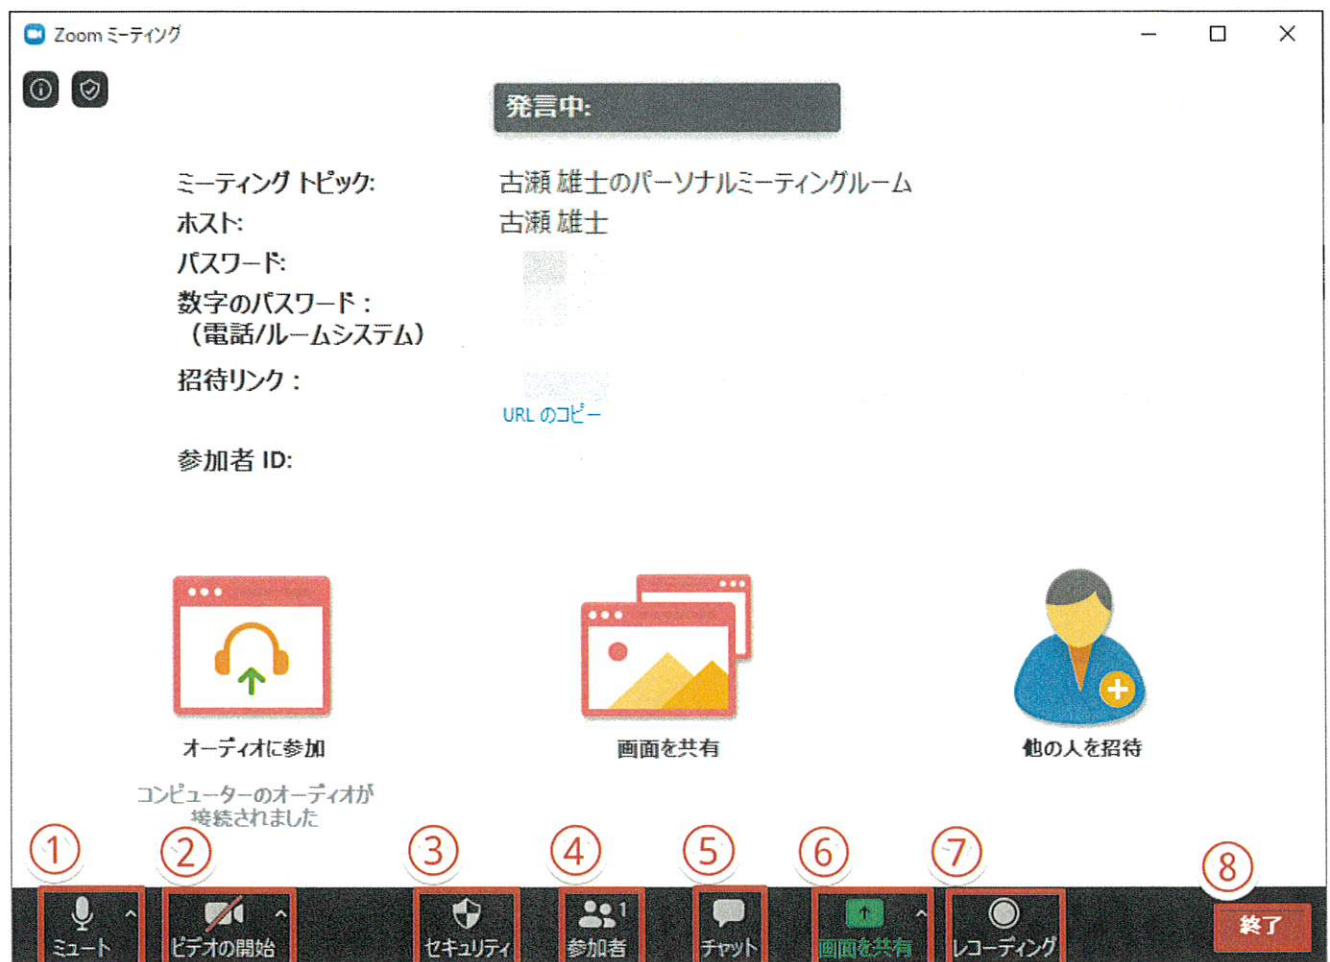 Zoom ミーティング
発言中:
ミーティング トピック: 古瀬 雄士のパーソナルミーティングルーム
ホスト: 古瀬 雄士
パスワード:
数字のパスワード:
（電話/ルームシステム）
招待リンク:
URL のコピー
参加者 ID:
オーディオに参加 画面を共有 他の人を招待
コンピューターのオーディオが
接続されました
① ② ③ ④ ⑤ ⑥ ⑦ ⑧
1
ミュート ビデオの開始 セキュリティ 参加者 チャット 画面を共有 レコーディング 終了